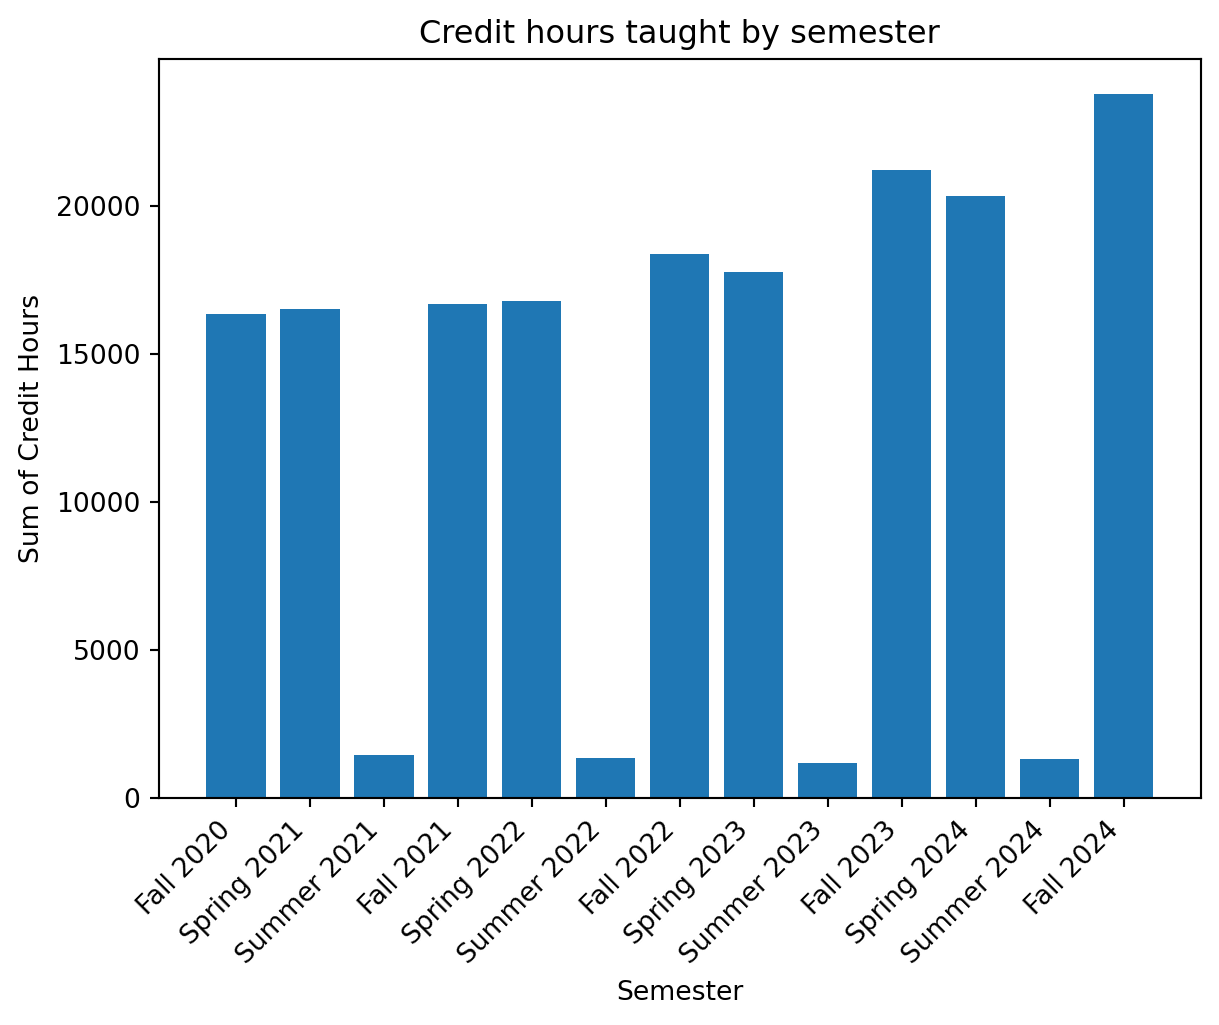 Credit hours taught by semester
Sum of Credit Hours
20000
15000
10000
5000
0
Fall 2020
Spring 2021
Summer 2021
Fall 2021
Spring 2022
Summer 2022
Fall 2022
Spring 2023
Summer 2023
Fall 2023
Spring 2024
Summer 2024
Fall 2024
Semester